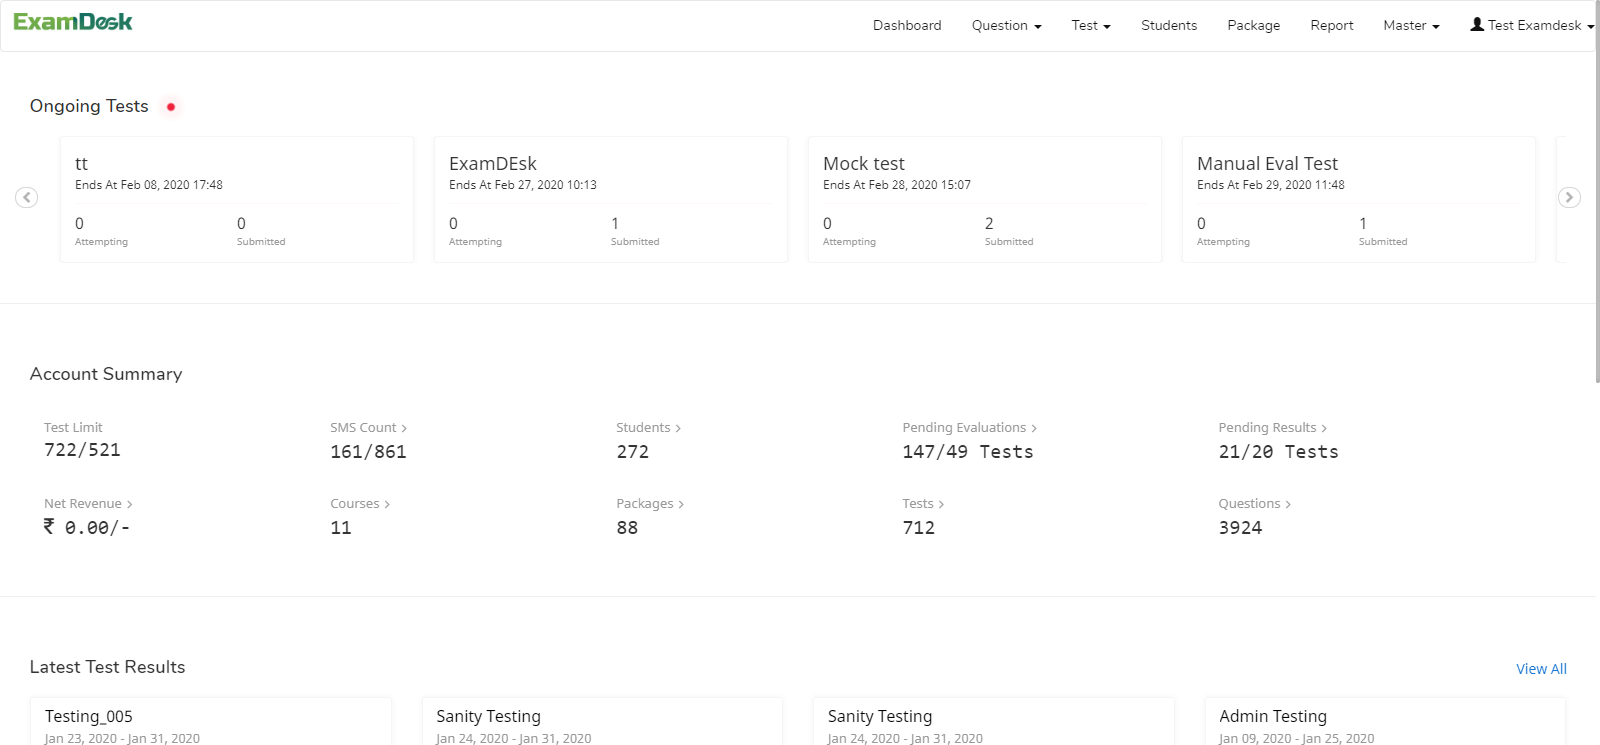 ExamDesk
Dashboard Question Test Students Package Report Master Test Examdesk
Ongoing Tests
tt
Ends At Feb 08, 2020 17:48
0 0
Attempting Submitted
ExamDEsk
Ends At Feb 27, 2020 10:13
0 1
Attempting Submitted
Mock test
Ends At Feb 28, 2020 15:07
0 2
Attempting Submitted
Manual Eval Test
Ends At Feb 29, 2020 11:48
0 1
Attempting Submitted
Account Summary
Test Limit
722/521
SMS Count >
161/861
Students >
272
Pending Evaluations >
147/49 Tests
Pending Results >
21/20 Tests
Net Revenue >
₹ 0.00/-
Courses >
11
Packages >
88
Tests >
712
Questions >
3924
Latest Test Results
View All
Testing_005
Jan 23, 2020 - Jan 31, 2020
Sanity Testing
Jan 24, 2020 - Jan 31, 2020
Sanity Testing
Jan 24, 2020 - Jan 31, 2020
Admin Testing
Jan 09, 2020 - Jan 25, 2020